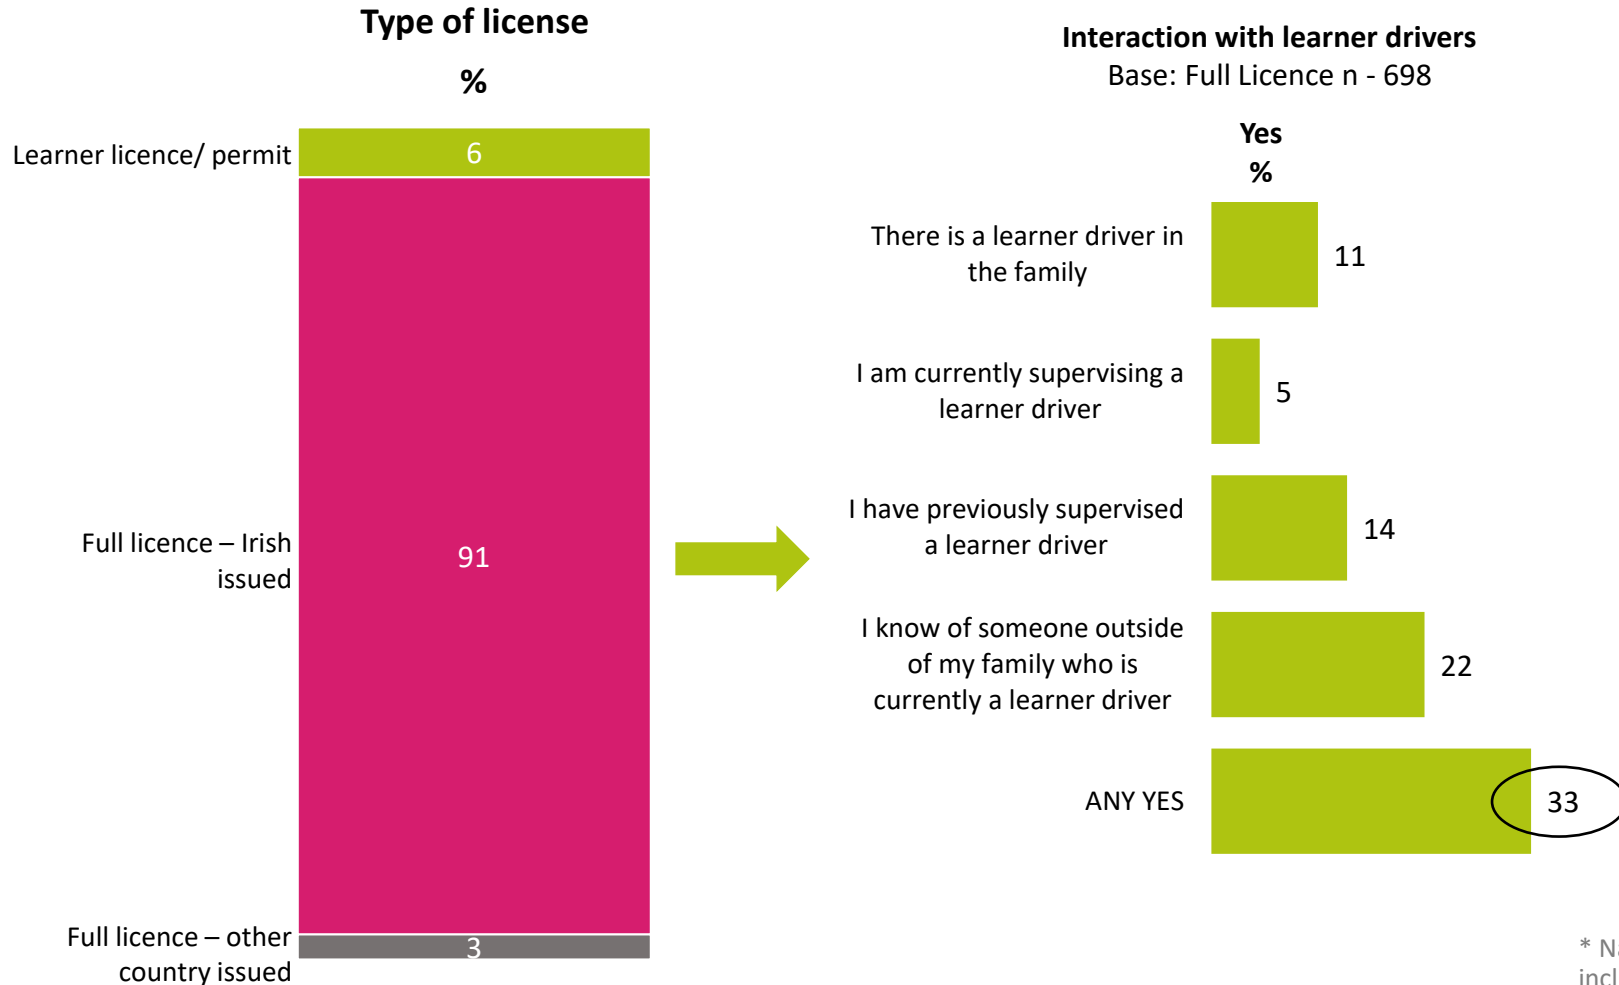 Type of license
%
Learner licence/ permit
6
Full licence – Irish
issued
91
Full licence – other
country issued
3
Interaction with learner drivers
Base: Full Licence n - 698
Yes
%
There is a learner driver in
the family
11
I am currently supervising a
learner driver
5
I have previously supervised
a learner driver
14
I know of someone outside
of my family who is
currently a learner driver
22
ANY YES
33
*